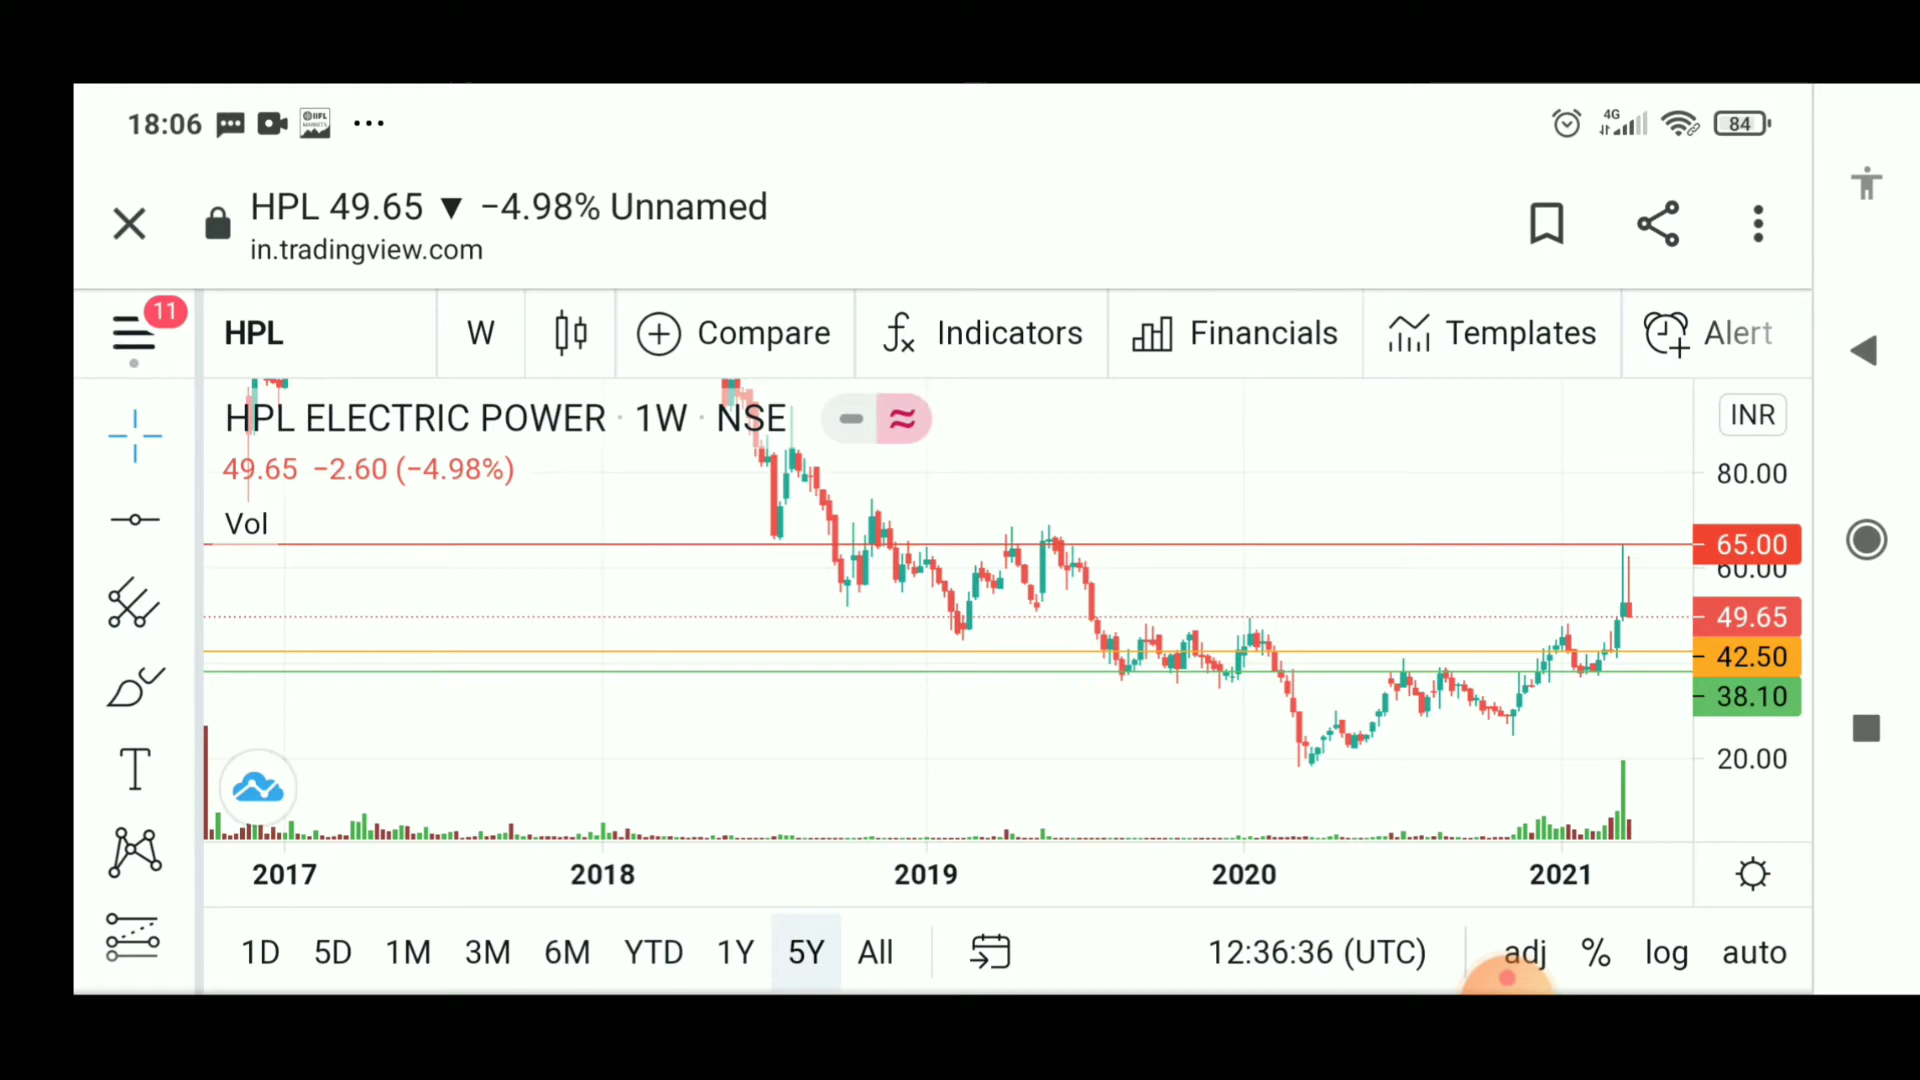 18:06
4G
84
HPL 49.65 ▼ −4.98% Unnamed
in.tradingview.com
11
HPL W Compare Indicators Financials Templates Alert
HPL ELECTRIC POWER · 1W · NSE
INR
49.65 −2.60 (−4.98%)
80.00
Vol
65.00
60.00
49.65
42.50
38.10
20.00
2017 2018 2019 2020 2021
1D 5D 1M 3M 6M YTD 1Y 5Y All 12:36:36 (UTC) adj % log auto